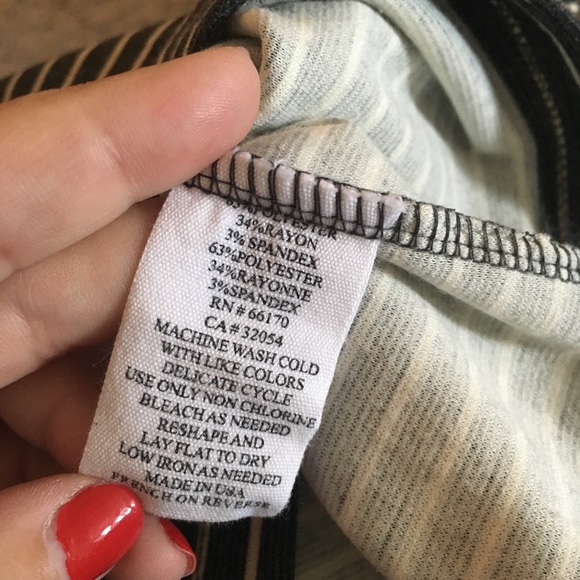 63%POLYESTER
34%RAYON
3% SPANDEX
63%POLYESTER
34%RAYONNE
3%SPANDEX
RN # 66170
CA # 32054
MACHINE WASH COLD
WITH LIKE COLORS
DELICATE CYCLE
USE ONLY NON CHLORINE
BLEACH AS NEEDED
RESHAPE AND
LAY FLAT TO DRY
LOW IRON AS NEEDED
MADE IN USA
FRENCH ON REVERSE